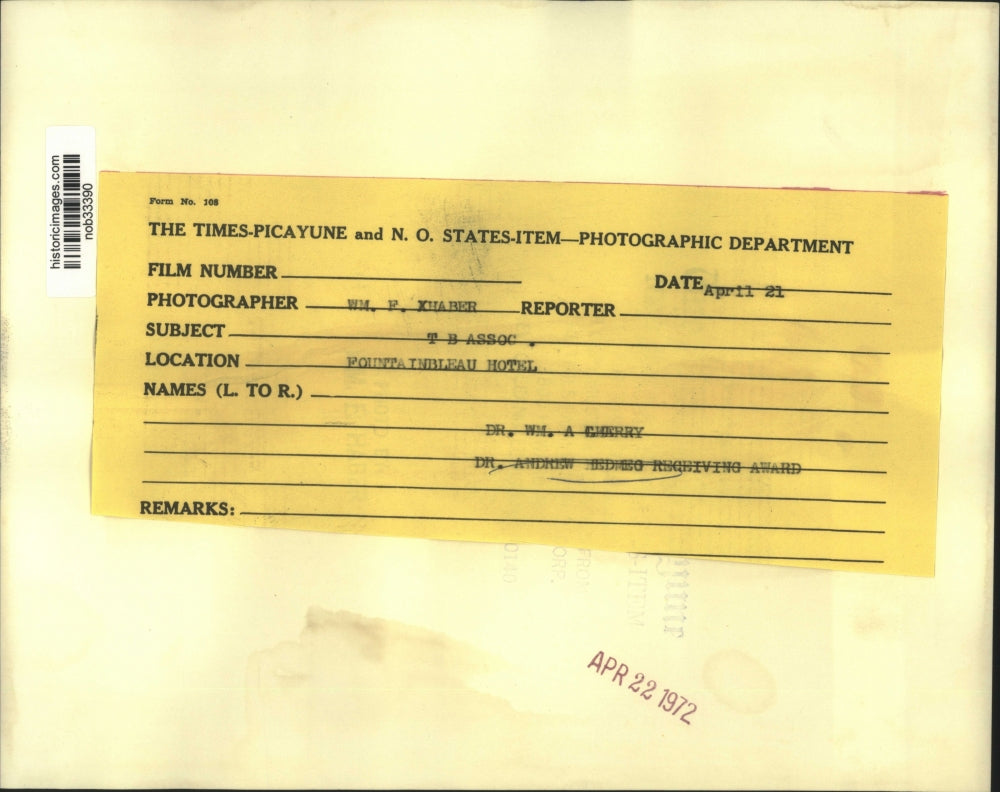 historicimages.com
nob33390
Form No. 108
THE TIMES-PICAYUNE and N. O. STATES-ITEM—PHOTOGRAPHIC DEPARTMENT
FILM NUMBER
DATE April 21
PHOTOGRAPHER WM. F. HABER REPORTER
SUBJECT T B ASSOC .
LOCATION FOUNTAINBLEAU HOTEL
NAMES (L. TO R.)
DR. WM. A CHERRY
DR. ANDREW RECEIVING AWARD
REMARKS:
APR 22 1972